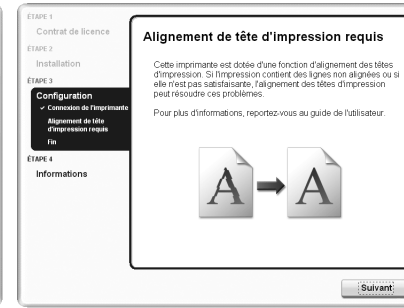 ÉTAPE 1
Contrat de licence
ÉTAPE 2
Installation
ÉTAPE 3
Configuration
✓ Connexion de l'imprimante
Alignement de tête
d'impression requis
Fin
ÉTAPE 4
Informations
Alignement de tête d'impression requis
Cette imprimante est dotée d'une fonction d'alignement des têtes
d'impression. Si l'impression contient des lignes non alignées ou si
elle n'est pas satisfaisante, l'alignement des têtes d'impression
peut résoudre ces problèmes.
Pour plus d'informations, reportez-vous au guide de l'utilisateur.
A A
Suivant